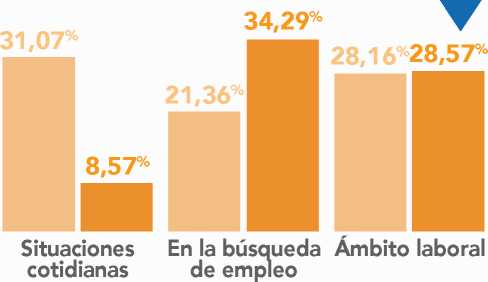 31,07%
8,57%
21,36%
34,29%
28,16%
28,57%
Situaciones
cotidianas
En la búsqueda
de empleo
Ámbito laboral